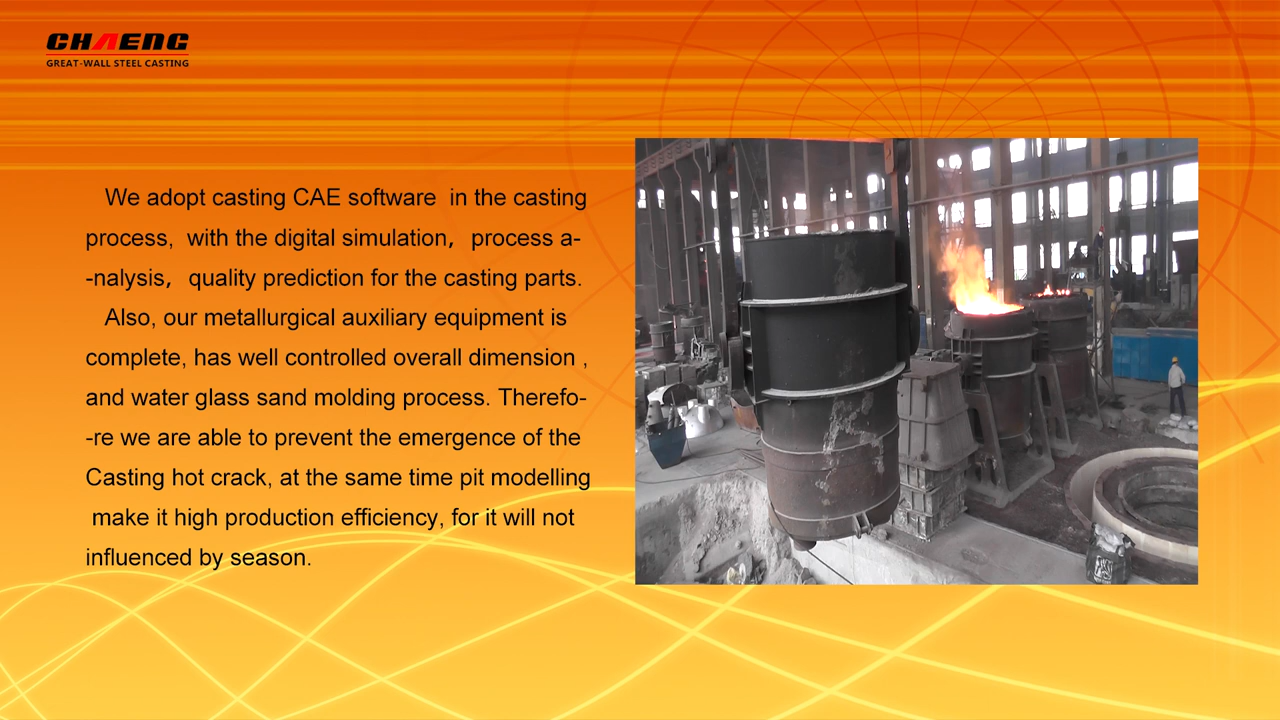 CHAENG
GREAT-WALL STEEL CASTING
We adopt casting CAE software in the casting
process, with the digital simulation, process a-
-nalysis, quality prediction for the casting parts.
Also, our metallurgical auxiliary equipment is
complete, has well controlled overall dimension ,
and water glass sand molding process. Therefo-
-re we are able to prevent the emergence of the
Casting hot crack, at the same time pit modelling
make it high production efficiency, for it will not
influenced by season.